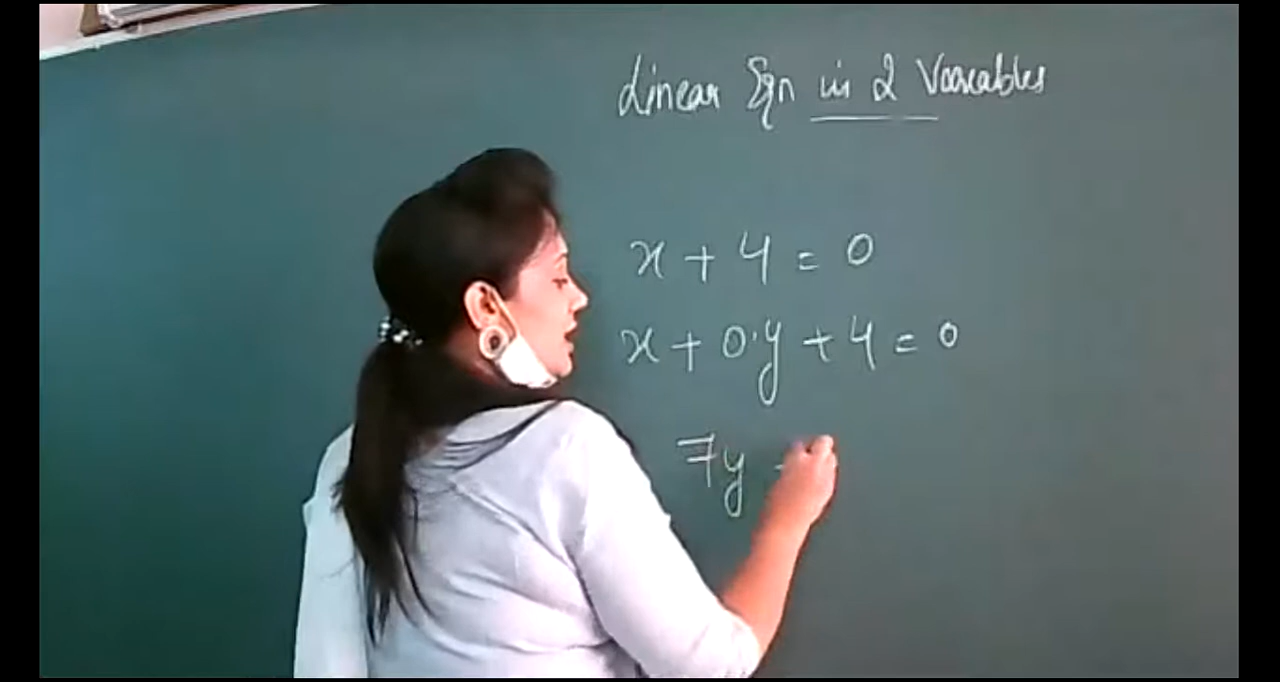 Linear Eqn in 2 Variables
x + 4 = 0
x + 0.y + 4 = 0
7y